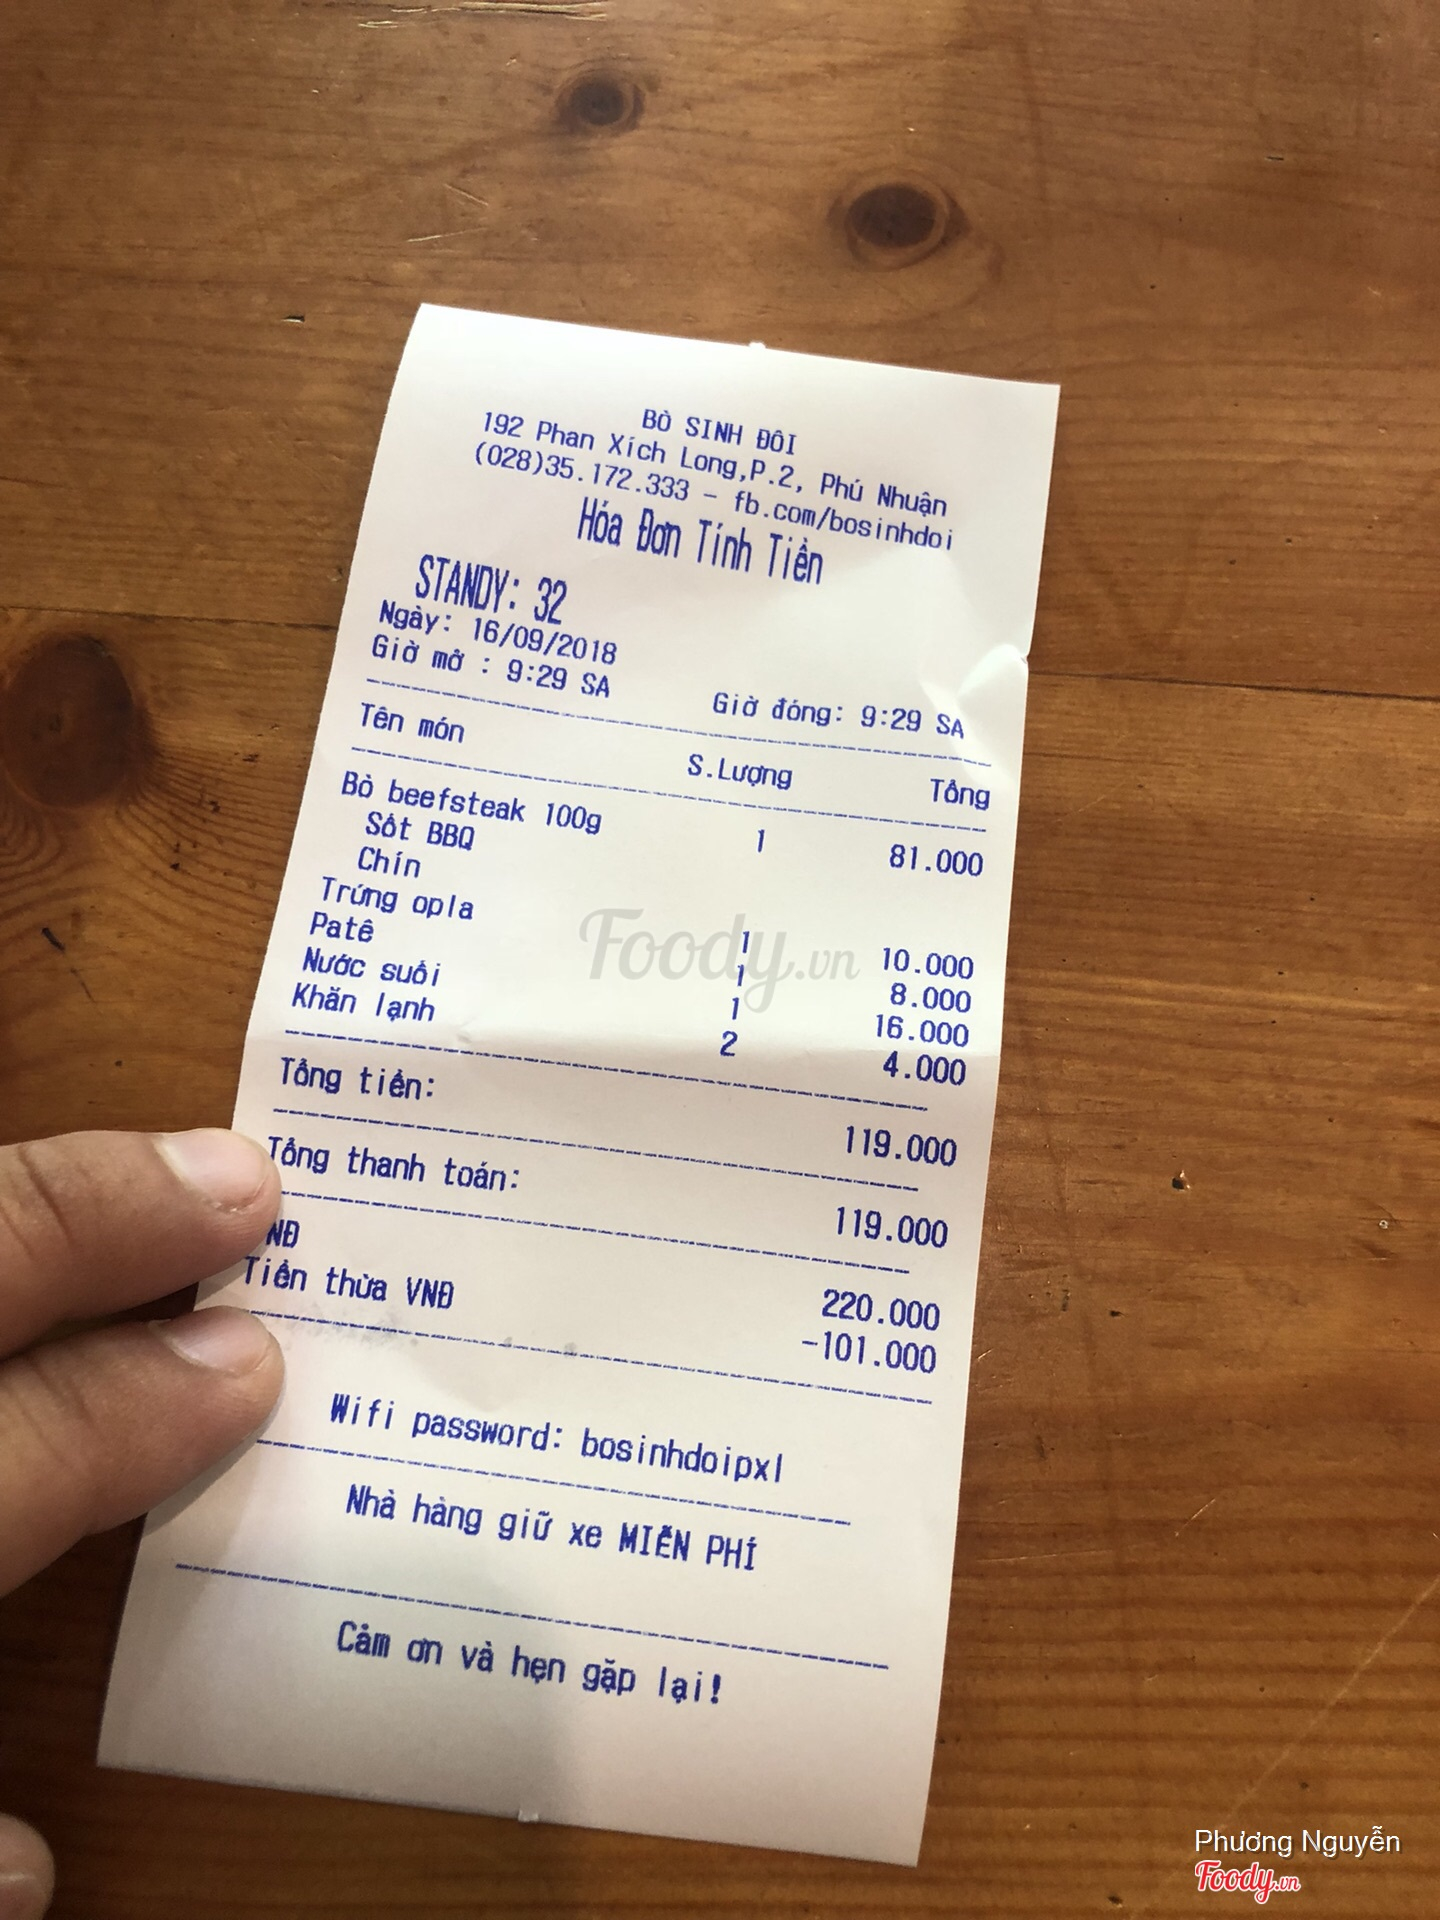 BÒ SINH ĐÔI
192 Phan Xích Long,P.2, Phú Nhuận
(028)35.172.333 - fb.com/bosinhdoi
Hóa Đơn Tính Tiền
STANDY: 32
Ngày: 16/09/2018
Giờ mở : 9:29 SA Giờ đóng: 9:29 SA
Tên món S.Lượng Tổng
Bò beefsteak 100g 1 81.000
Sốt BBQ
Chín
Trứng opla 1 10.000
Patê 1 8.000
Nước suối 1 16.000
Khăn lạnh 2 4.000
Tổng tiền: 119.000
Tổng thanh toán: 119.000
NĐ 220.000
Tiền thừa VNĐ -101.000
Wifi password: bosinhdoipxl
Nhà hàng giữ xe MIỄN PHÍ
Cảm ơn và hẹn gặp lại!
Foody.vn
Phương Nguyễn
Foody.vn